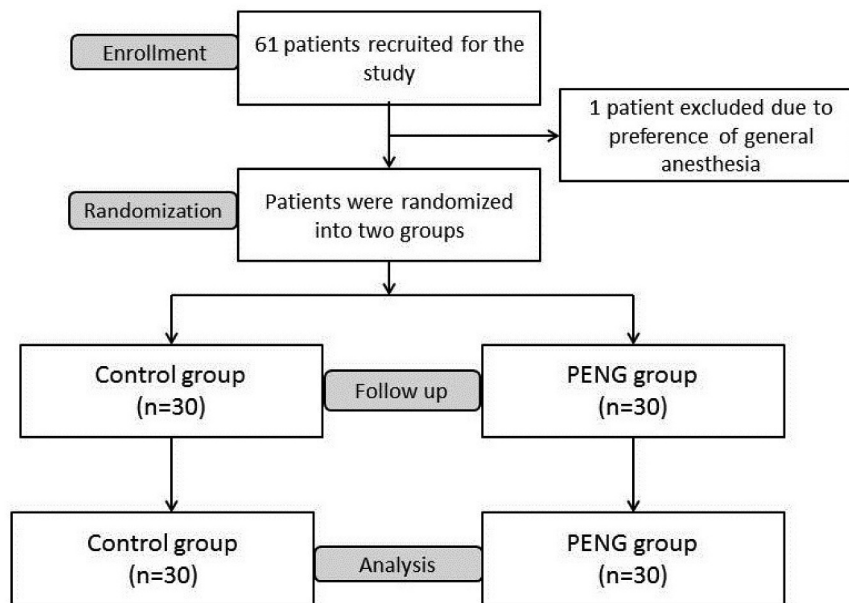 Enrollment
61 patients recruited for the
study
1 patient excluded due to
preference of general
anesthesia
Randomization
Patients were randomized
into two groups
Control group
(n=30)
Follow up
PENG group
(n=30)
Control group
(n=30)
Analysis
PENG group
(n=30)